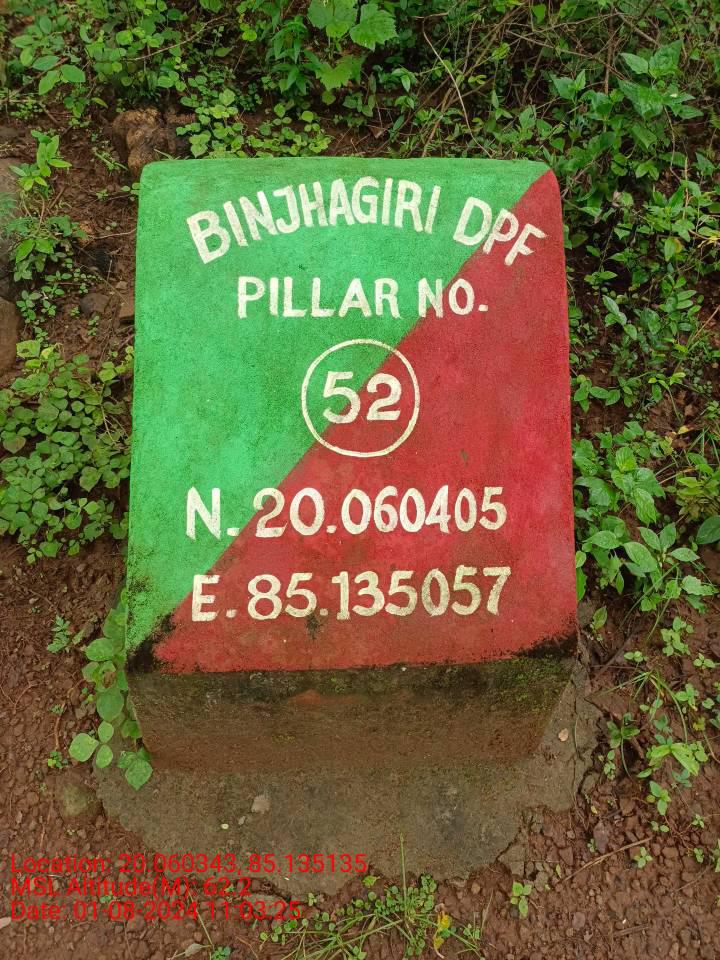 BINJHAGIRI DPF
PILLAR NO.
52
N. 20.060405
E. 85.135057
Location: 20.060343, 85.135135
MSL Altitude(M): 62.2
Date: 01-08-2024 11:03:25